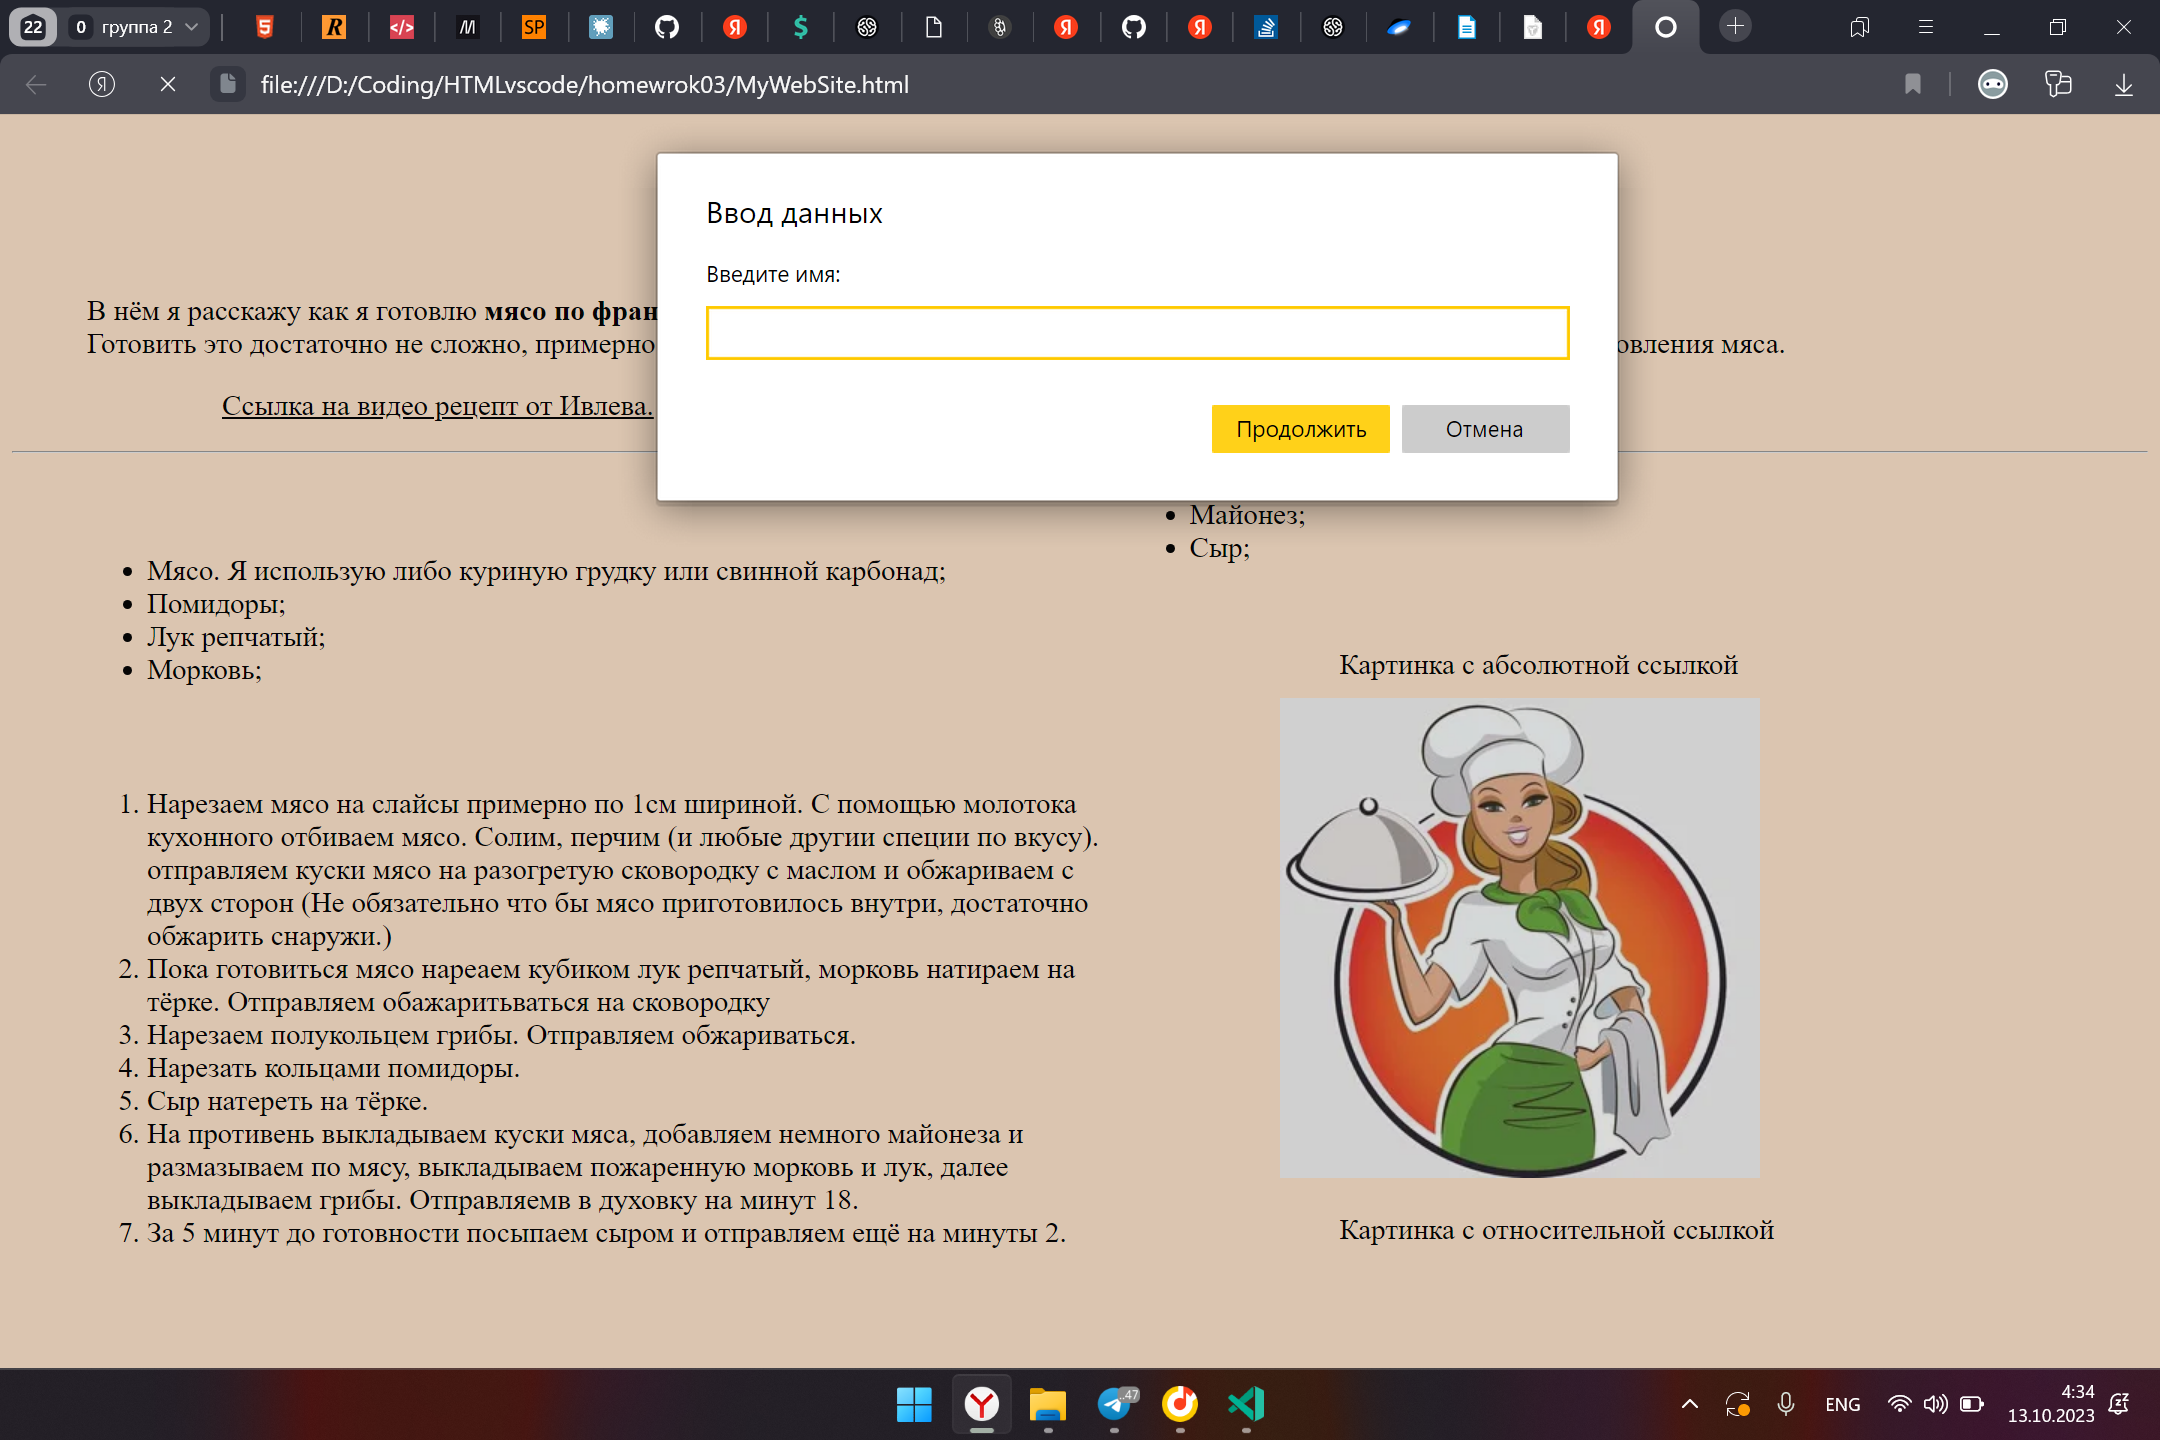 22
0 группа 2
5
R
</>
M
SP
Я
$
Я
Я
Я
Я
file:///D:/Coding/HTMLvscode/homewrok03/MyWebSite.html
Ввод данных
Введите имя:
Продолжить
Отмена
В нём я расскажу как я готовлю мясо по фран
Готовить это достаточно не сложно, примерно
овления мяса.
Ссылка на видео рецепт от Ивлева.
Мясо. Я использую либо куриную грудку или свинной карбонад;
Помидоры;
Лук репчатый;
Морковь;
Майонез;
Сыр;
1. Нарезаем мясо на слайсы примерно по 1см шириной. С помощью молотока
кухонного отбиваем мясо. Солим, перчим (и любые другии специи по вкусу).
отправляем куски мясо на разогретую сковородку с маслом и обжариваем с
двух сторон (Не обязательно что бы мясо приготовилось внутри, достаточно
обжарить снаружи.)
2. Пока готовиться мясо нареаем кубиком лук репчатый, морковь натираем на
тёрке. Отправляем обажаритьваться на сковородку
3. Нарезаем полукольцем грибы. Отправляем обжариваться.
4. Нарезать кольцами помидоры.
5. Сыр натереть на тёрке.
6. На противень выкладываем куски мяса, добавляем немного майонеза и
размазываем по мясу, выкладываем пожаренную морковь и лук, далее
выкладываем грибы. Отправляемв в духовку на минут 18.
7. За 5 минут до готовности посыпаем сыром и отправляем ещё на минуты 2.
Картинка с абсолютной ссылкой
Картинка с относительной ссылкой
..47
ENG
4:34
13.10.2023